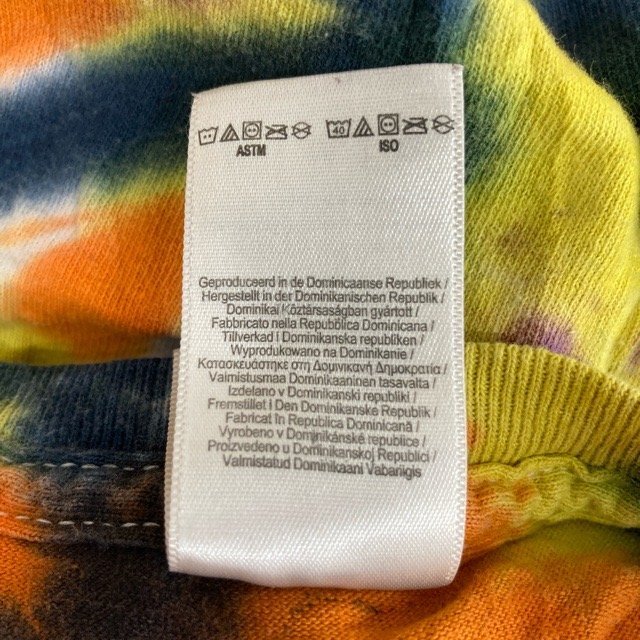 40
ASTM ISO
Geproduceerd in de Dominicaanse Republiek /
Hergestellt in der Dominikanischen Republik /
Dominikai Köztársaságban gyártott /
Fabbricato nella Repubblica Dominicana /
Tillverkad i Dominikanska republiken /
Wyprodukowano na Dominikanie /
Κατασκευάστηκε στη Δομινικανή Δημοκρατία /
Valmistusmaa Dominikaaninen tasavalta /
Izdelano v Dominikanski republiki /
Fremstillet i Den Dominikanske Republik /
Fabricat în Republica Dominicană /
Vyrobeno v Dominikánské republice /
Proizvedeno u Dominikanskoj Republici /
Valmistatud Dominikaani Vabariigis